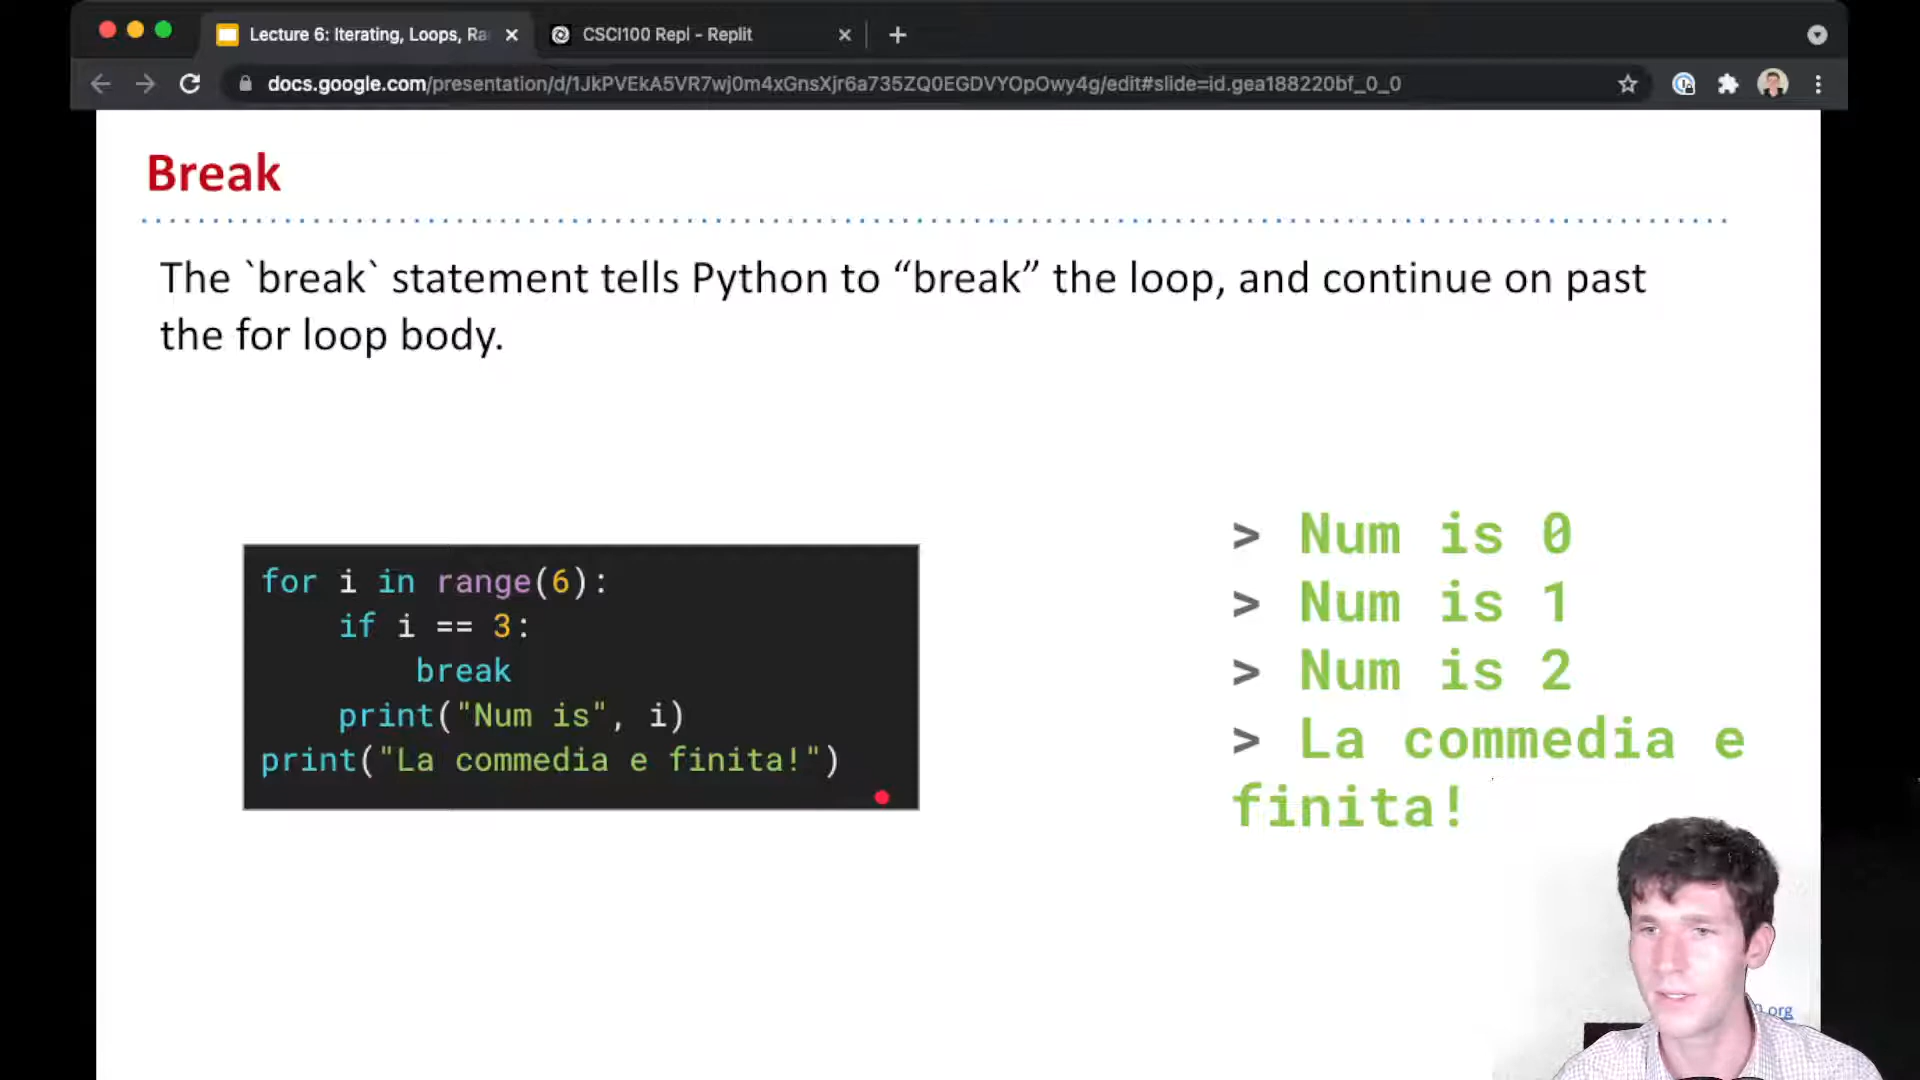 Lecture 6: Iterating, Loops, Ra
CSCI100 Repl - Replit
docs.google.com/presentation/d/1JkPVEkA5VR7wj0m4xGnsXjr6a735ZQ0EGDVYOpOwy4g/edit#slide=id.gea188220bf_0_0
Break
The `break` statement tells Python to “break” the loop, and continue on past
the for loop body.
for i in range(6):
    if i == 3:
        break
    print("Num is", i)
print("La commedia e finita!")
> Num is 0
> Num is 1
> Num is 2
> La commedia e
finita!
.org